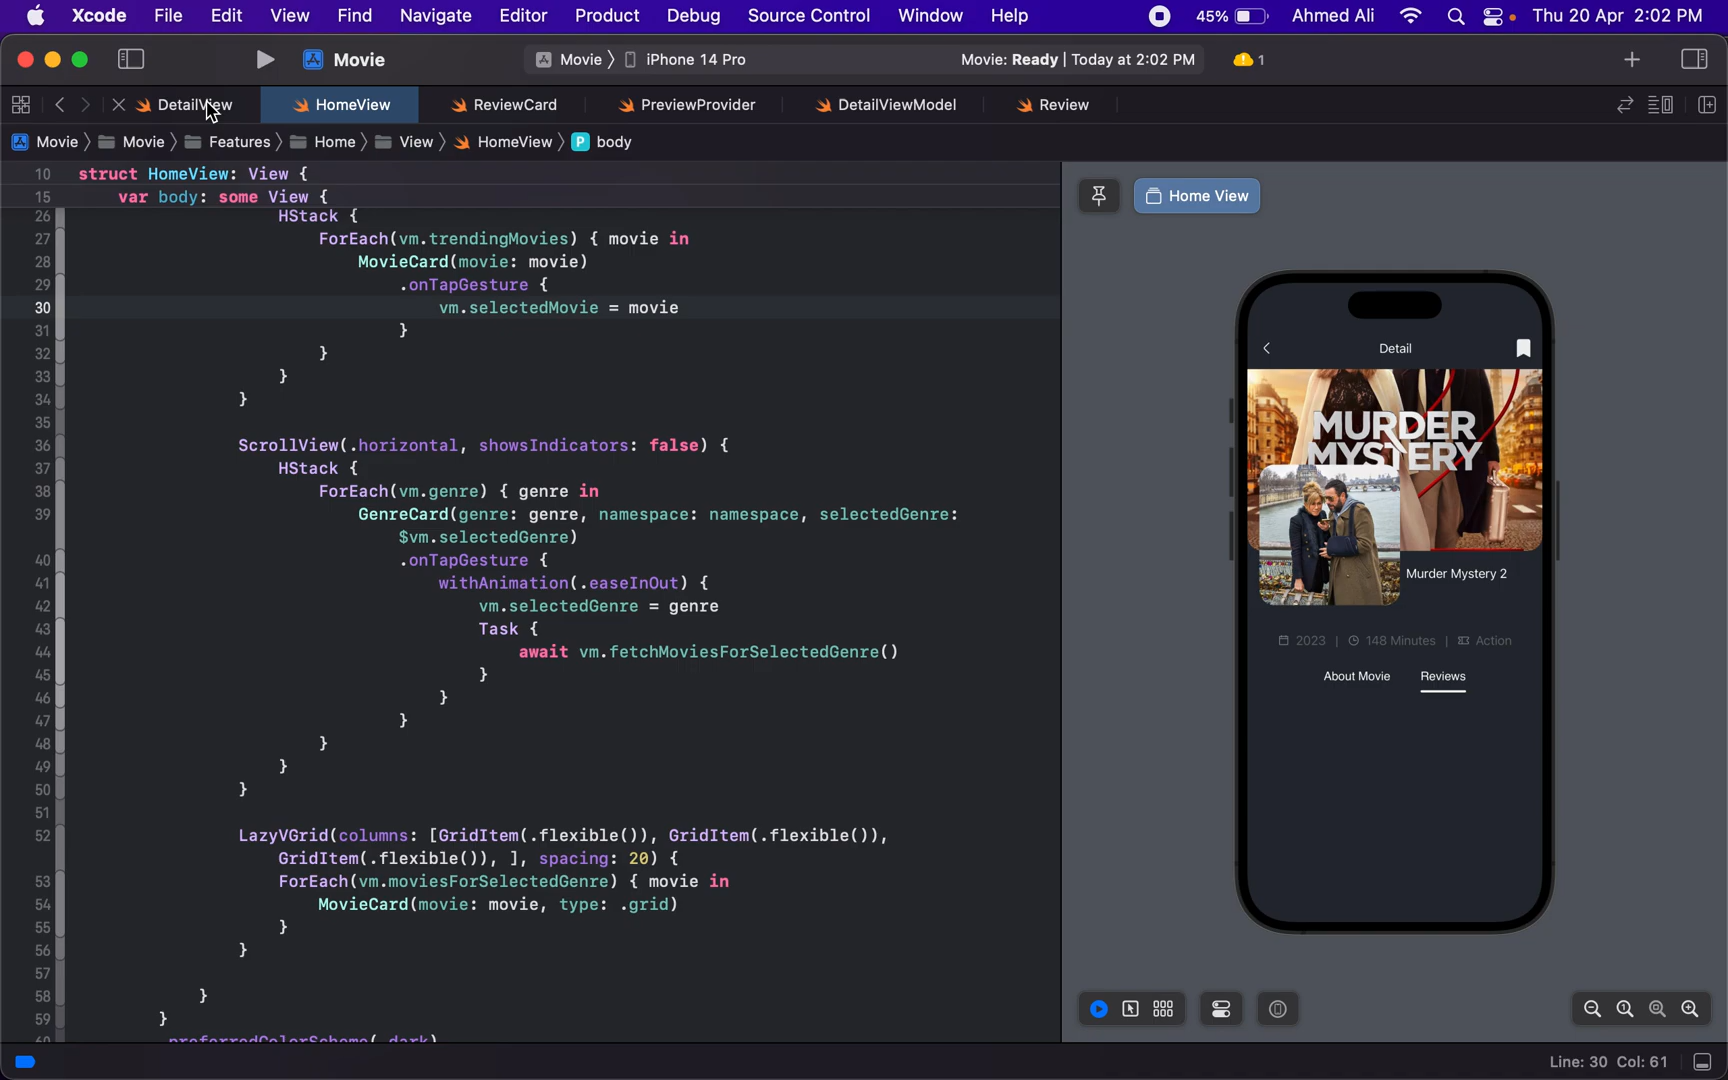 Xcode File Edit View Find Navigate Editor Product Debug Source Control Window Help 45% Ahmed Ali Thu 20 Apr 2:02 PM
Movie Movie 〉 iPhone 14 Pro Movie: Ready | Today at 2:02 PM 1
DetailView HomeView ReviewCard PreviewProvider DetailViewModel Review
Movie 〉 Movie 〉 Features 〉 Home 〉 View 〉 HomeView 〉 P body
10 struct HomeView: View {
15 var body: some View {
26 HStack {
27 ForEach(vm.trendingMovies) { movie in
28 MovieCard(movie: movie)
29 .onTapGesture {
30 vm.selectedMovie = movie
31 }
32 }
33 }
34 }
35
36 ScrollView(.horizontal, showsIndicators: false) {
37 HStack {
38 ForEach(vm.genre) { genre in
39 GenreCard(genre: genre, namespace: namespace, selectedGenre:
$vm.selectedGenre)
40 .onTapGesture {
41 withAnimation(.easeInOut) {
42 vm.selectedGenre = genre
43 Task {
44 await vm.fetchMoviesForSelectedGenre()
45 }
46 }
47 }
48 }
49 }
50 }
51
52 LazyVGrid(columns: [GridItem(.flexible()), GridItem(.flexible()),
GridItem(.flexible()), ], spacing: 20) {
53 ForEach(vm.moviesForSelectedGenre) { movie in
54 MovieCard(movie: movie, type: .grid)
55 }
56 }
57
58 }
59 }
60 .preferredColorScheme(.dark)
Home View
Detail
MURDER
MYSTERY
Murder Mystery 2
2023 | 148 Minutes | Action
About Movie Reviews
Line: 30 Col: 61